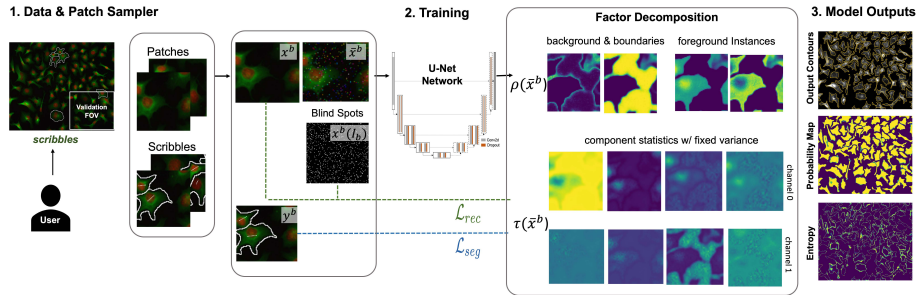 1. Data & Patch Sampler
Validation
FOV
scribbles
User
Patches
Scribbles
2. Training
x^b
x̄^b
Blind Spots
x^b(l_b)
y^b
U-Net
Network
Conv2d
Dropout
ℒ_rec
ℒ_seg
Factor Decomposition
background & boundaries
foreground Instances
ρ(x̄^b)
component statistics w/ fixed variance
τ(x̄^b)
channel 0
channel 1
3. Model Outputs
Output Contours
Probability Map
Entropy